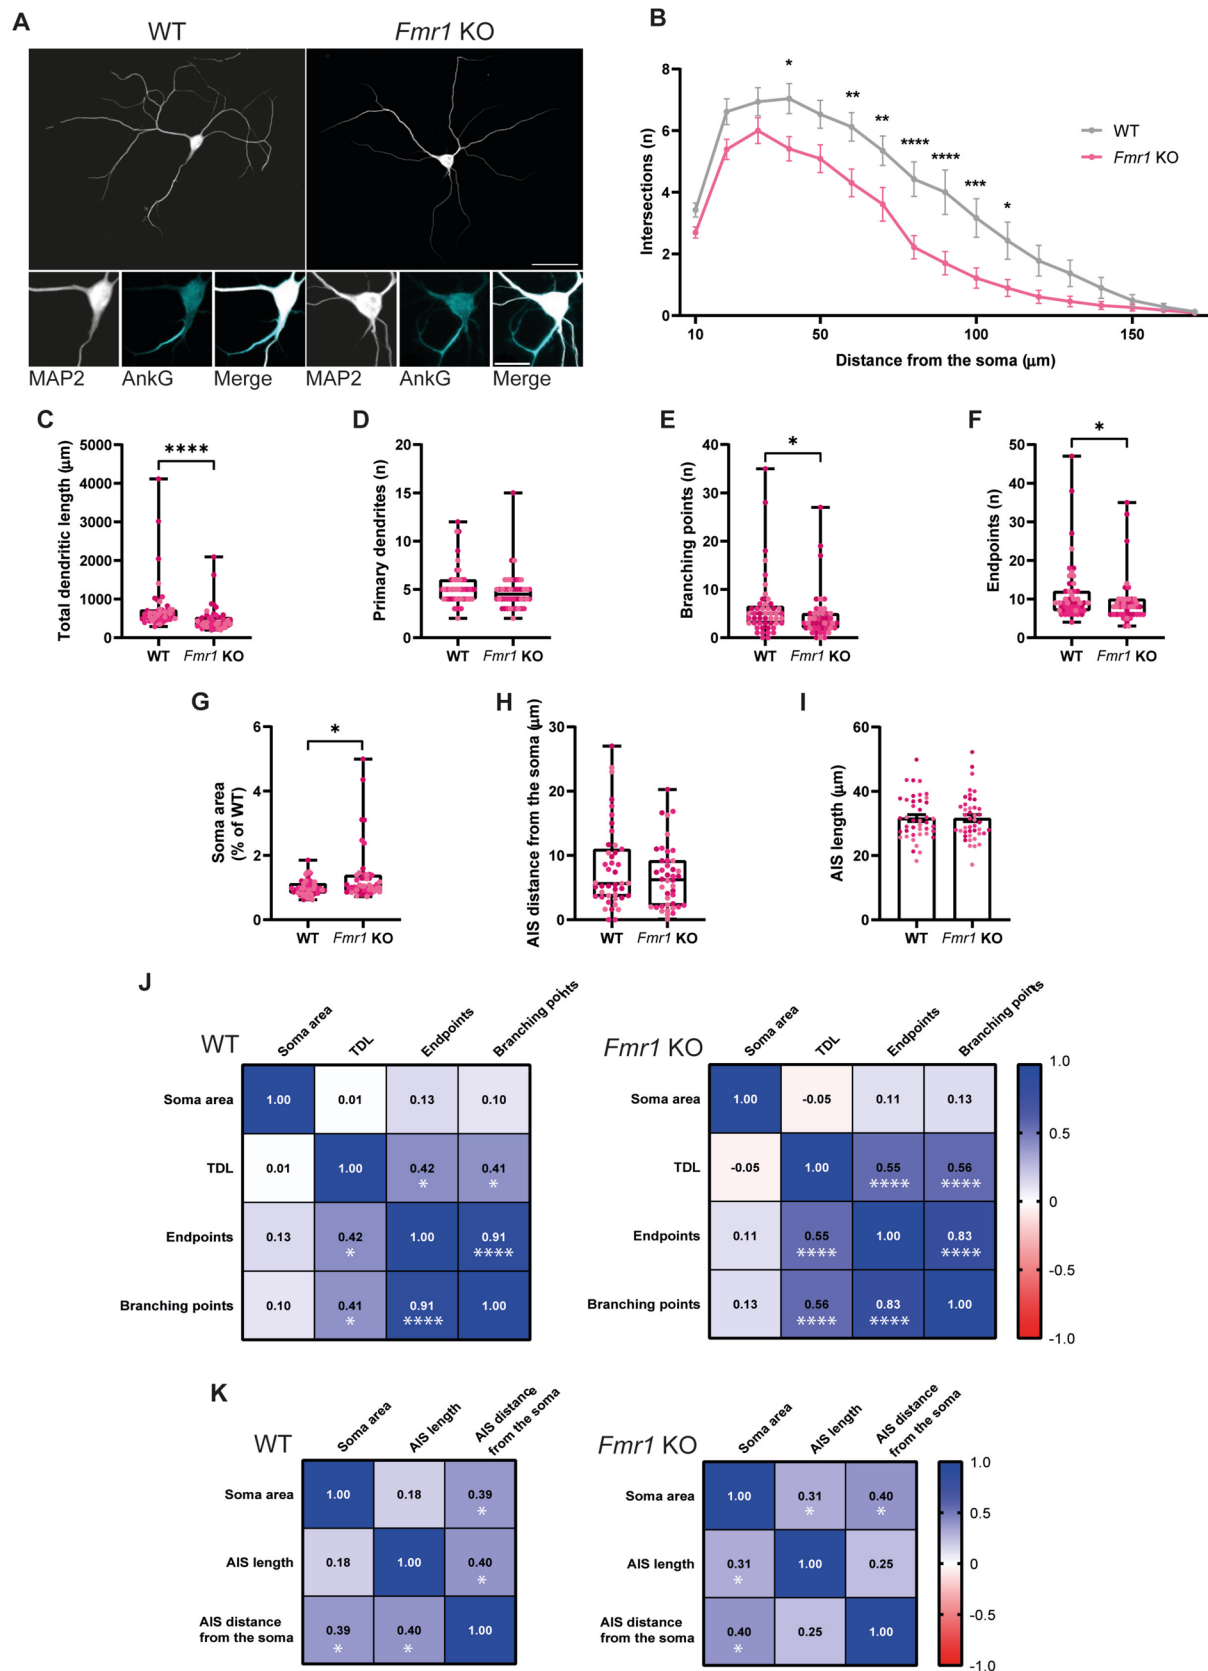 A
WT
Fmr1 KO
MAP2
AnkG
Merge
MAP2
AnkG
Merge
B
Intersections (n)
8
6
4
2
0
10
50
100
150
Distance from the soma (μm)
*
**
**
****
****
***
*
WT
Fmr1 KO
C
Total dendritic length (μm)
5000
4000
3000
2000
1000
0
****
WT
Fmr1 KO
D
Primary dendrites (n)
20
15
10
5
0
WT
Fmr1 KO
E
Branching points (n)
40
30
20
10
0
*
WT
Fmr1 KO
F
Endpoints (n)
50
40
30
20
10
0
*
WT
Fmr1 KO
G
Soma area
(% of WT)
6
4
2
0
*
WT
Fmr1 KO
H
AIS distance from the soma (μm)
30
20
10
0
WT
Fmr1 KO
I
AIS length (μm)
60
40
20
0
WT
Fmr1 KO
J
WT
Soma area
TDL
Endpoints
Branching points
Soma area
1.00
0.01
0.13
0.10
TDL
0.01
1.00
0.42
*
0.41
*
Endpoints
0.13
0.42
*
1.00
0.91
****
Branching points
0.10
0.41
*
0.91
****
1.00
Fmr1 KO
Soma area
TDL
Endpoints
Branching points
Soma area
1.00
-0.05
0.11
0.13
TDL
-0.05
1.00
0.55
****
0.56
****
Endpoints
0.11
0.55
****
1.00
0.83
****
Branching points
0.13
0.56
****
0.83
****
1.00
1.0
0.5
0
-0.5
-1.0
K
WT
Soma area
AIS length
AIS distance
from the soma
Soma area
1.00
0.18
0.39
*
AIS length
0.18
1.00
0.40
*
AIS distance
from the soma
0.39
*
0.40
*
1.00
Fmr1 KO
Soma area
AIS length
AIS distance
from the soma
Soma area
1.00
0.31
*
0.40
*
AIS length
0.31
*
1.00
0.25
AIS distance
from the soma
0.40
*
0.25
1.00
1.0
0.5
0
-0.5
-1.0